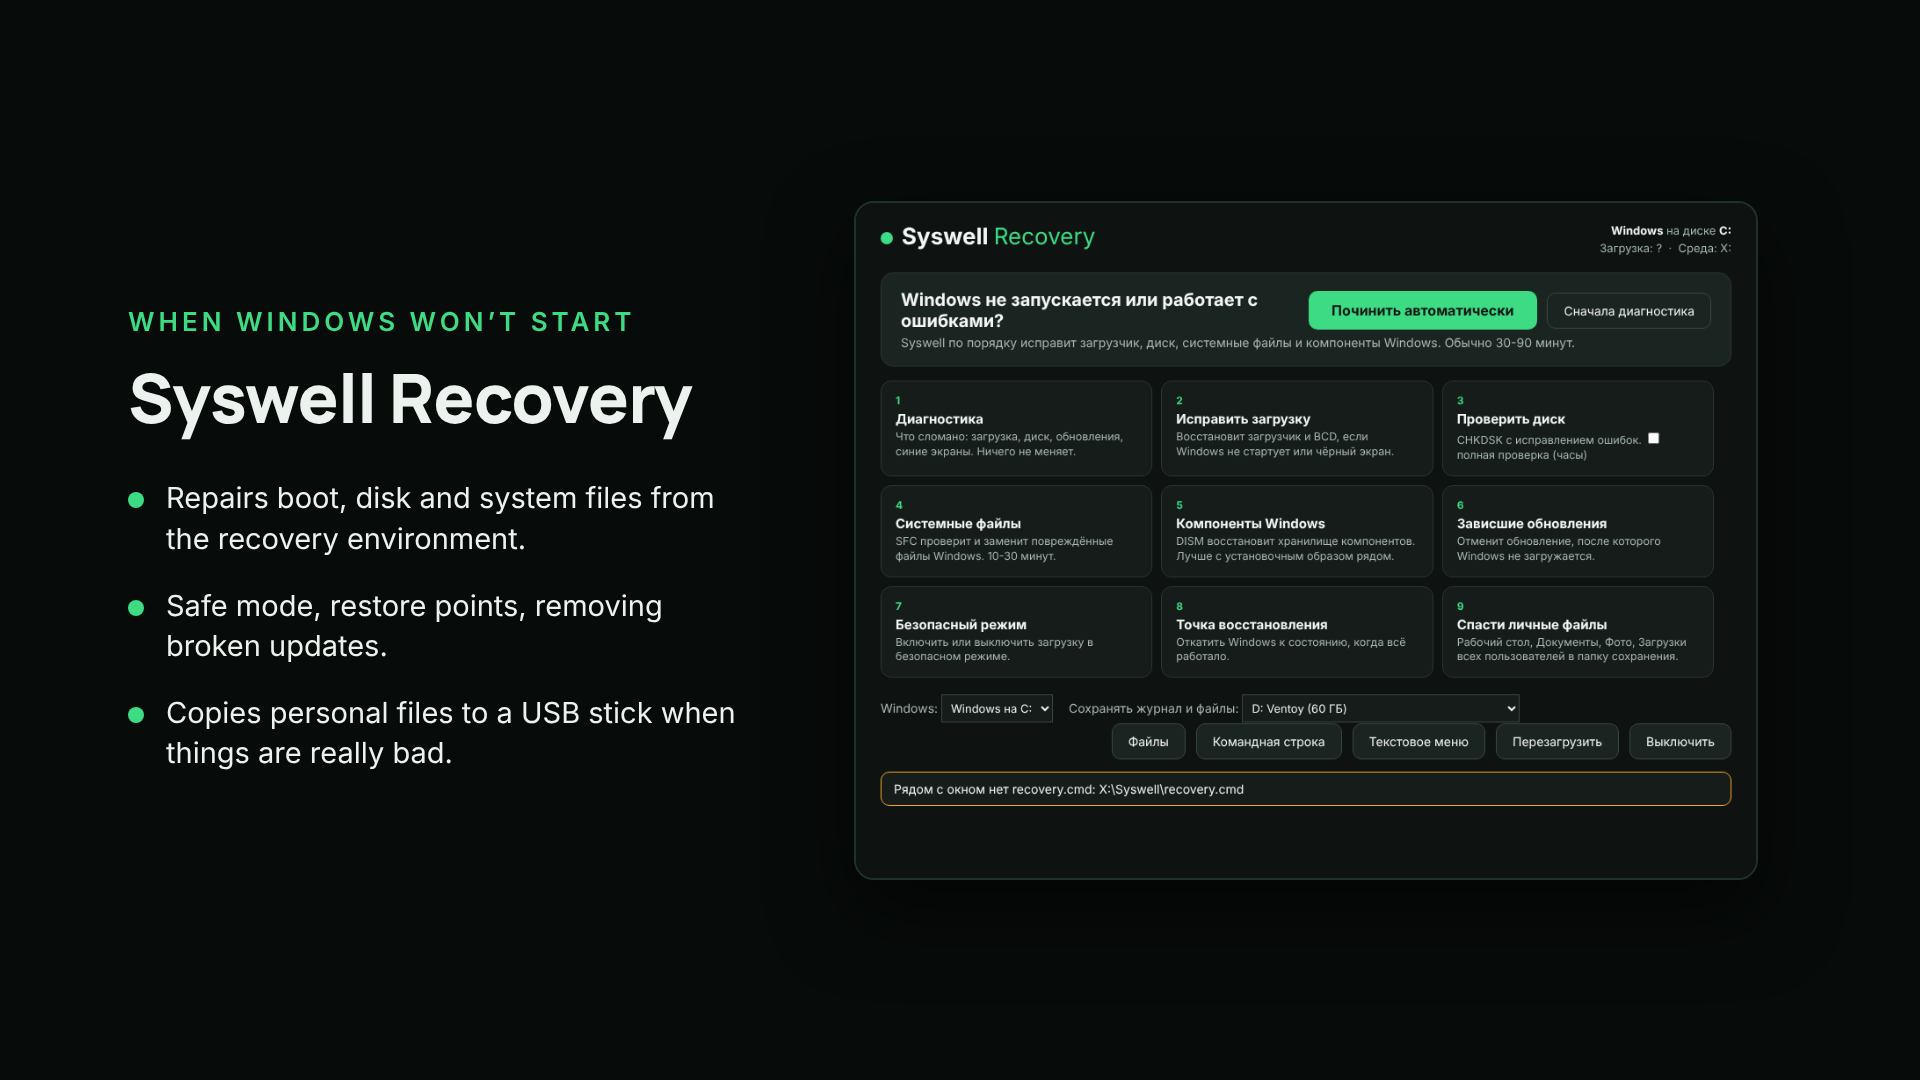 WHEN WINDOWS WON’T START
Syswell Recovery
Repairs boot, disk and system files from
the recovery environment.
Safe mode, restore points, removing
broken updates.
Copies personal files to a USB stick when
things are really bad.
Syswell Recovery
Windows на диске C:
Загрузка: ? · Среда: X:
Windows не запускается или работает с
ошибками?
Починить автоматически
Сначала диагностика
Syswell по порядку исправит загрузчик, диск, системные файлы и компоненты Windows. Обычно 30-90 минут.
1
Диагностика
Что сломано: загрузка, диск, обновления,
синие экраны. Ничего не меняет.
2
Исправить загрузку
Восстановит загрузчик и BCD, если
Windows не стартует или чёрный экран.
3
Проверить диск
CHKDSK с исправлением ошибок.
полная проверка (часы)
4
Системные файлы
SFC проверит и заменит повреждённые
файлы Windows. 10-30 минут.
5
Компоненты Windows
DISM восстановит хранилище компонентов.
Лучше с установочным образом рядом.
6
Зависшие обновления
Отменит обновление, после которого
Windows не загружается.
7
Безопасный режим
Включить или выключить загрузку в
безопасном режиме.
8
Точка восстановления
Откатить Windows к состоянию, когда всё
работало.
9
Спасти личные файлы
Рабочий стол, Документы, Фото, Загрузки
всех пользователей в папку сохранения.
Windows: Windows на C: Сохранять журнал и файлы: D: Ventoy (60 ГБ)
Файлы Командная строка Текстовое меню Перезагрузить Выключить
Рядом с окном нет recovery.cmd: X:\Syswell\recovery.cmd